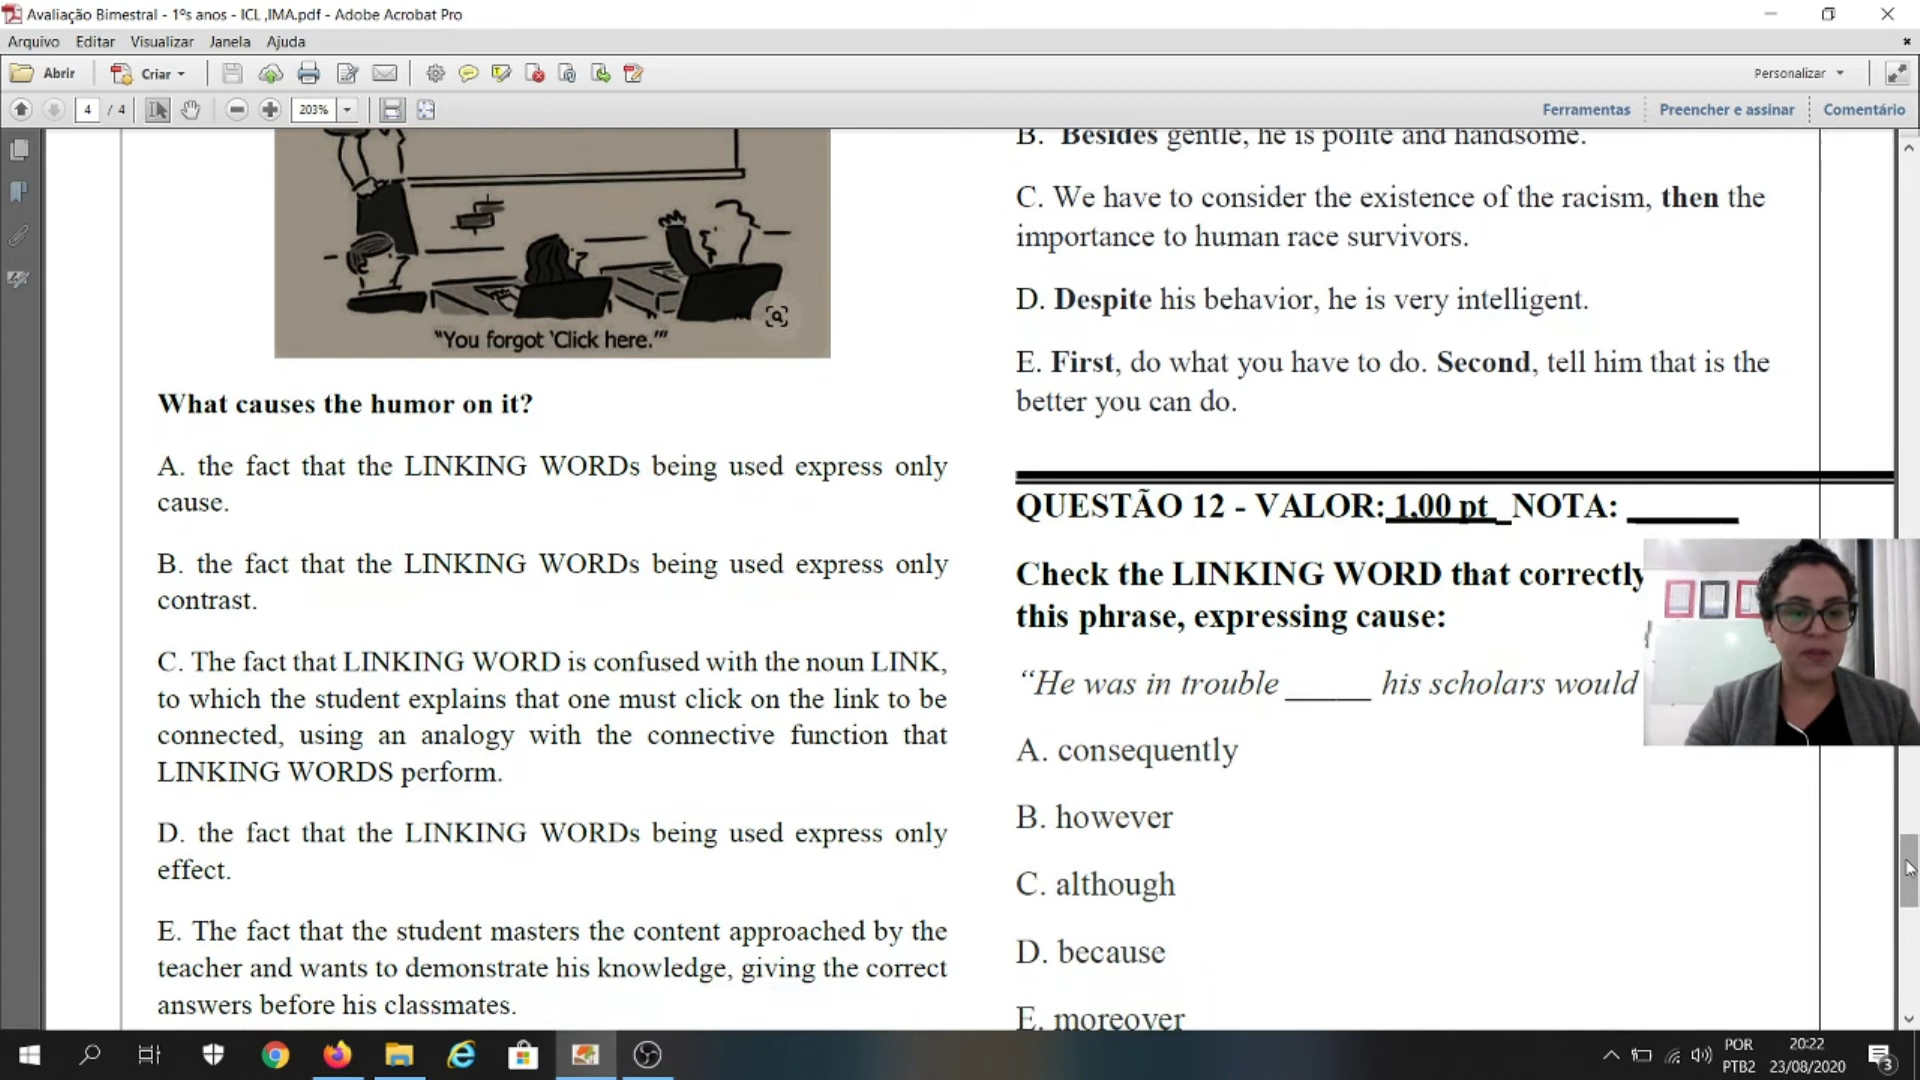 Avaliação Bimestral - 1ºs anos - ICL ,IMA.pdf - Adobe Acrobat Pro
Arquivo Editar Visualizar Janela Ajuda
Abrir Criar Personalizar
4 / 4 203% Ferramentas Preencher e assinar Comentário
"You forgot 'Click here.'"
What causes the humor on it?
A. the fact that the LINKING WORDs being used express only
cause.
B. the fact that the LINKING WORDs being used express only
contrast.
C. The fact that LINKING WORD is confused with the noun LINK,
to which the student explains that one must click on the link to be
connected, using an analogy with the connective function that
LINKING WORDS perform.
D. the fact that the LINKING WORDs being used express only
effect.
E. The fact that the student masters the content approached by the
teacher and wants to demonstrate his knowledge, giving the correct
answers before his classmates.
B. Besides gentle, he is polite and handsome.
C. We have to consider the existence of the racism, then the
importance to human race survivors.
D. Despite his behavior, he is very intelligent.
E. First, do what you have to do. Second, tell him that is the
better you can do.
QUESTÃO 12 - VALOR: 1,00 pt _NOTA: _______
Check the LINKING WORD that correctly
this phrase, expressing cause:
“He was in trouble _____ his scholars would
A. consequently
B. however
C. although
D. because
E. moreover
POR
PTB2
20:22
23/08/2020
3